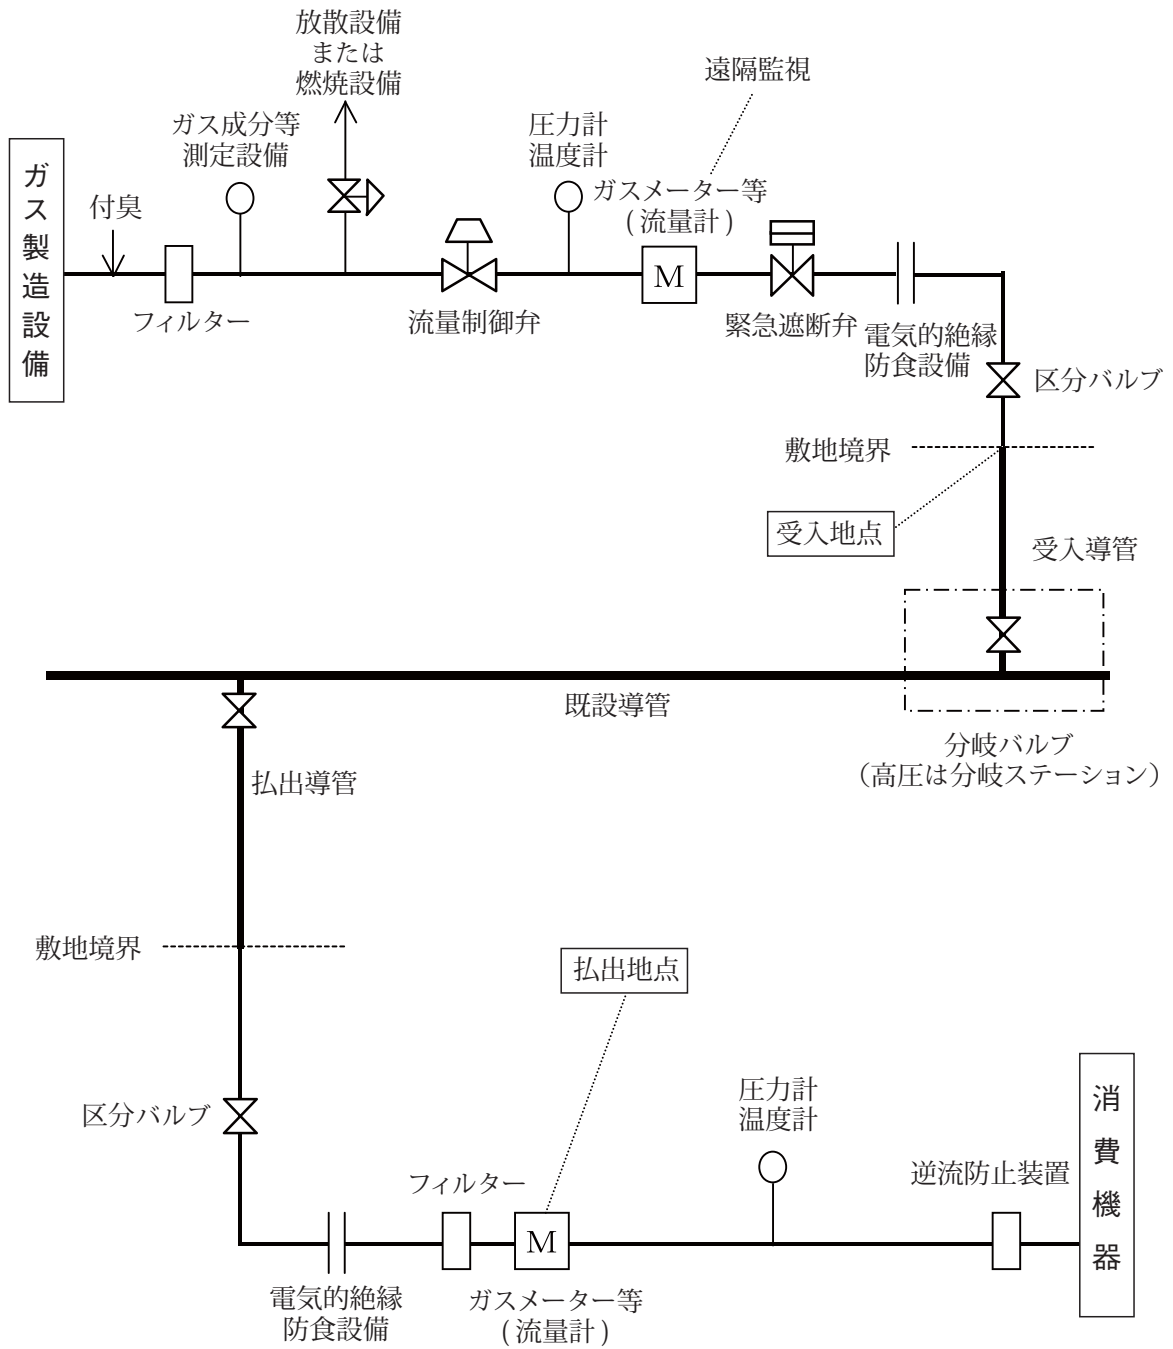 放散設備
または
燃焼設備
遠隔監視
ガス成分等
測定設備
圧力計
温度計
ガスメーター等
(流量計)
ガス製造設備
付臭
M
フィルター
流量制御弁
緊急遮断弁
電気的絶縁
防食設備
区分バルブ
敷地境界
受入地点
受入導管
既設導管
分岐バルブ
（高圧は分岐ステーション）
払出導管
敷地境界
払出地点
区分バルブ
圧力計
温度計
消費機器
フィルター
逆流防止装置
M
電気的絶縁
防食設備
ガスメーター等
(流量計)